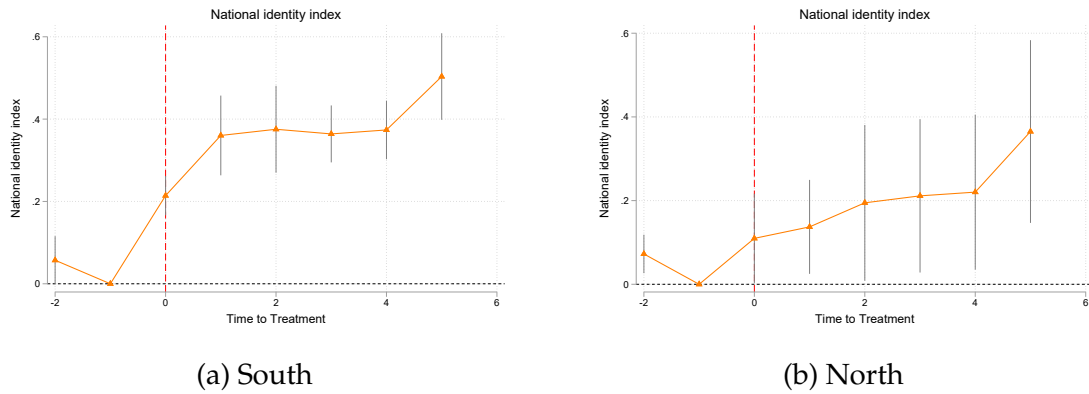 National identity index
National identity index
.6
.4
.2
0
-2 0 2 4 6
Time to Treatment
(a) South
National identity index
National identity index
.6
.4
.2
0
-2 0 2 4 6
Time to Treatment
(b) North